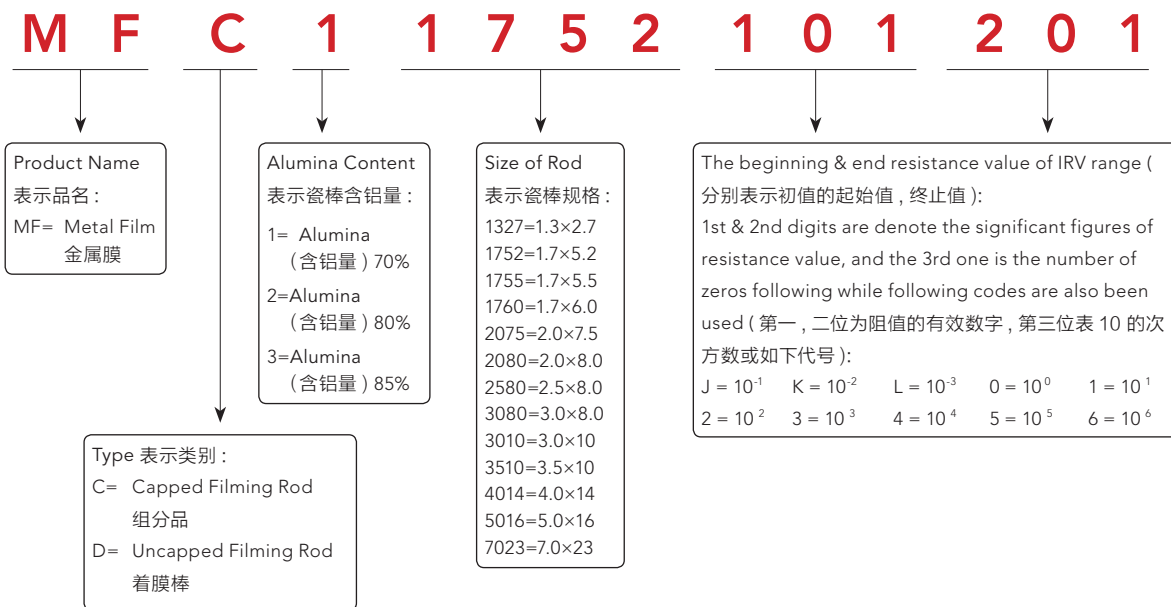 M F C 1 1 7 5 2 1 0 1 2 0 1
Product Name
表示品名 :
MF= Metal Film
金属膜
Alumina Content
表示瓷棒含铝量 :
1= Alumina
（含铝量 ) 70%
2=Alumina
（含铝量 ) 80%
3=Alumina
（含铝量 ) 85%
Size of Rod
表示瓷棒规格 :
1327=1.3×2.7
1752=1.7×5.2
1755=1.7×5.5
1760=1.7×6.0
2075=2.0×7.5
2080=2.0×8.0
2580=2.5×8.0
3080=3.0×8.0
3010=3.0×10
3510=3.5×10
4014=4.0×14
5016=5.0×16
7023=7.0×23
The beginning & end resistance value of IRV range (
分别表示初值的起始值 , 终止值 ):
1st & 2nd digits are denote the significant figures of
resistance value, and the 3rd one is the number of
zeros following while following codes are also been
used ( 第一 , 二位为阻值的有效数字 , 第三位表 10 的次
方数或如下代号 ):
J = 10⁻¹ K = 10⁻² L = 10⁻³ 0 = 10⁰ 1 = 10¹
2 = 10² 3 = 10³ 4 = 10⁴ 5 = 10⁵ 6 = 10⁶
Type 表示类别 :
C= Capped Filming Rod
组分品
D= Uncapped Filming Rod
着膜棒